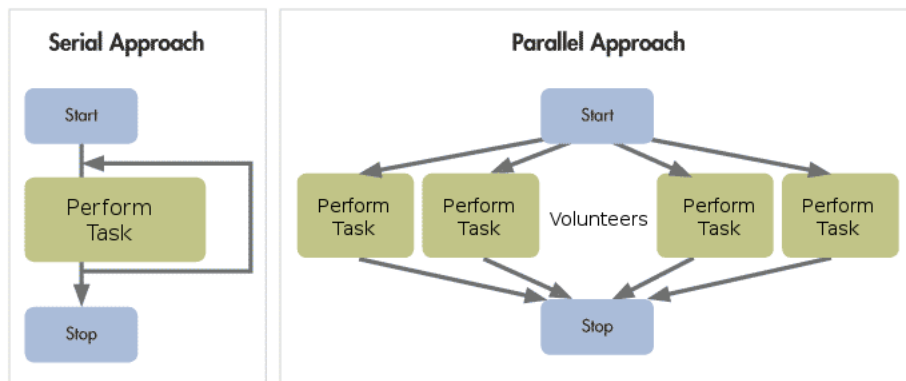 Serial Approach
Start
Perform
Task
Stop
Parallel Approach
Start
Perform
Task
Perform
Task
Volunteers
Perform
Task
Perform
Task
Stop